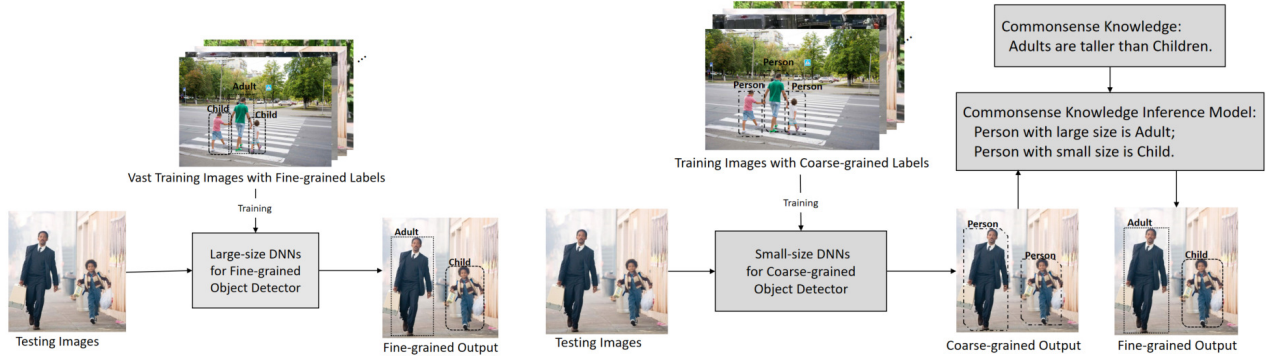 Adult
Child
Child
Vast Training Images with Fine-grained Labels
Training
Large-size DNNs
for Fine-grained
Object Detector
Testing Images
Adult
Child
Fine-grained Output
Person
Person
Person
Training Images with Coarse-grained Labels
Training
Small-size DNNs
for Coarse-grained
Object Detector
Testing Images
Commonsense Knowledge:
Adults are taller than Children.
Commonsense Knowledge Inference Model:
Person with large size is Adult;
Person with small size is Child.
Person
Person
Coarse-grained Output
Adult
Child
Fine-grained Output